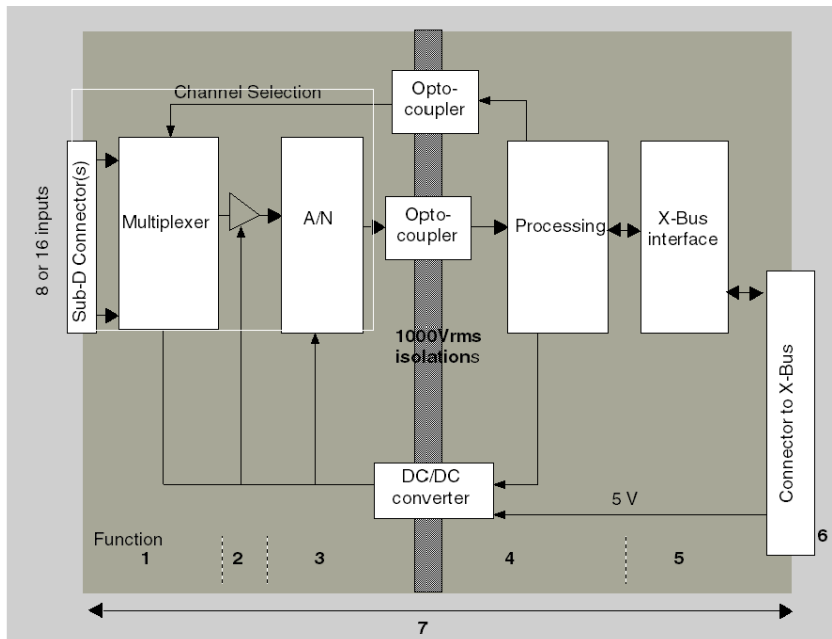 Channel Selection
Opto-
coupler
8 or 16 inputs
Sub-D Connector(s)
Multiplexer
A/N
Opto-
coupler
Processing
X-Bus
interface
1000Vrms
isolations
Connector to X-Bus
DC/DC
converter
5 V
Function
1
2
3
4
5
6
7